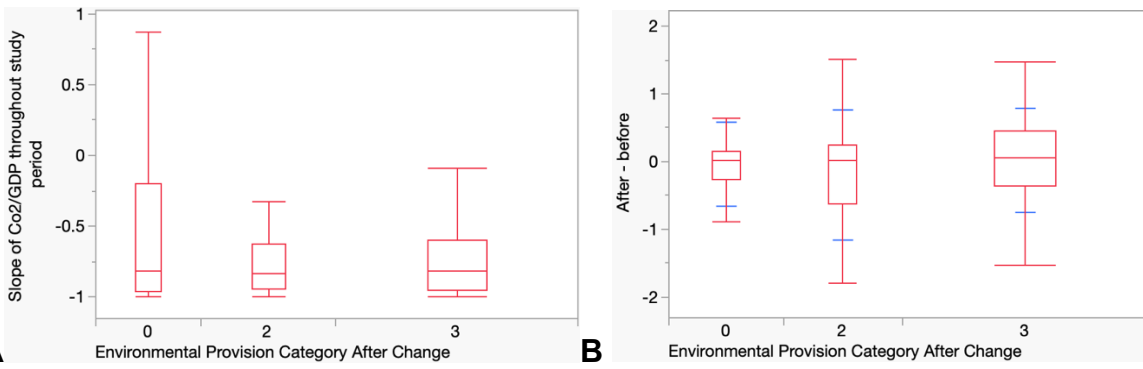 Slope of Co2/GDP throughout study
period
1
0.5
0
-0.5
-1
0 2 3
Environmental Provision Category After Change
B
After - before
2
1
0
-1
-2
0 2 3
Environmental Provision Category After Change